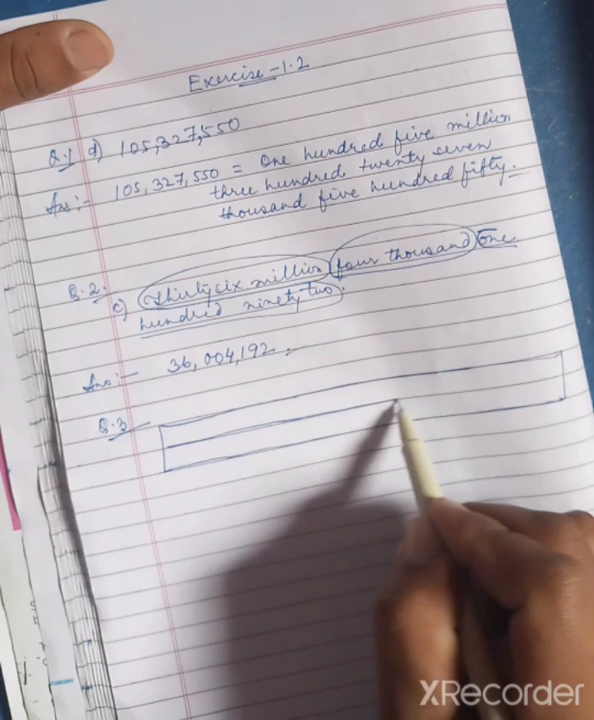 Exercise-1.2
Q.1 d) 105,327,550
Ans:- 105,327,550 = One hundred five million
three hundred twenty seven
thousand five hundred fifty.
Q.2.
c) Thirty six million four thousand One
hundred ninety two.
Ans:- 36,004,192.
Q.3
XRecorder